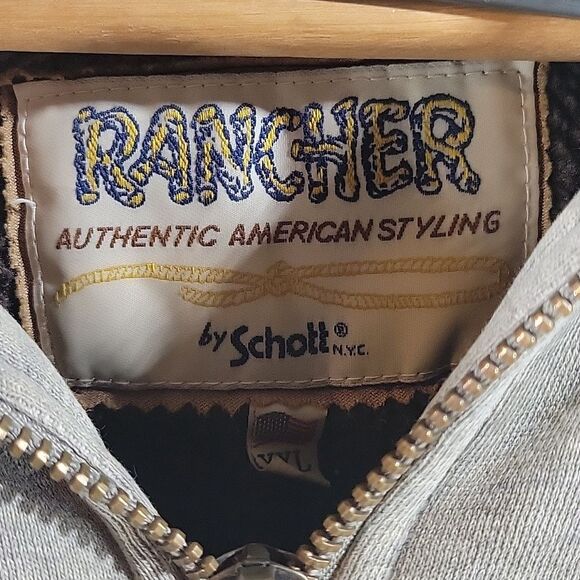 RANCHER
AUTHENTIC AMERICAN STYLING
by Schott® N.Y.C.